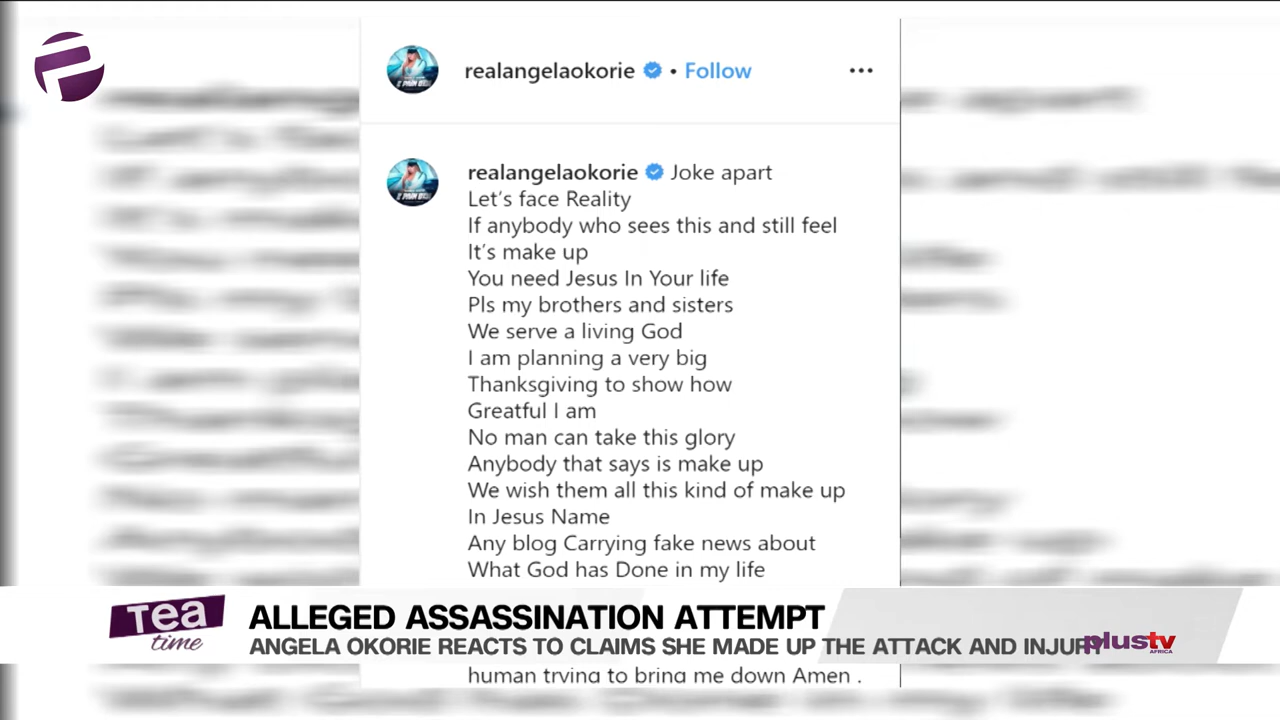 realangelaokorie • Follow
realangelaokorie Joke apart
Let's face Reality
If anybody who sees this and still feel
It's make up
You need Jesus In Your life
Pls my brothers and sisters
We serve a living God
I am planning a very big
Thanksgiving to show how
Greatful I am
No man can take this glory
Anybody that says is make up
We wish them all this kind of make up
In Jesus Name
Any blog Carrying fake news about
What God has Done in my life
Tea time
ALLEGED ASSASSINATION ATTEMPT
ANGELA OKORIE REACTS TO CLAIMS SHE MADE UP THE ATTACK AND INJURY
plustv
AFRICA
human trying to bring me down Amen .